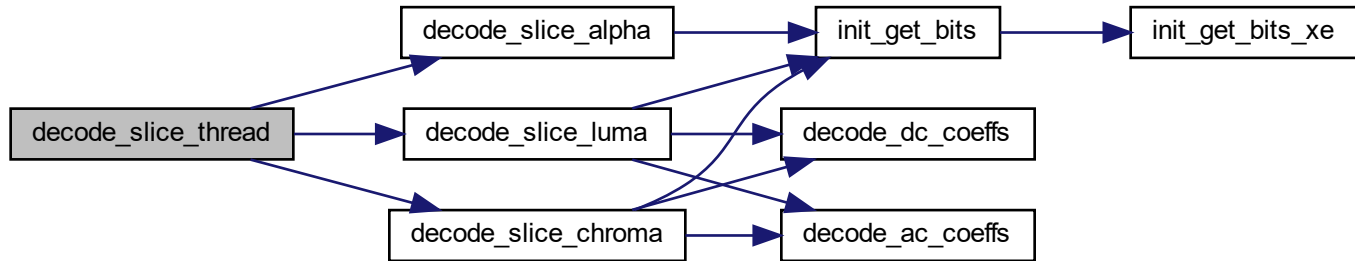 decode_slice_alpha
init_get_bits
init_get_bits_xe
decode_slice_thread
decode_slice_luma
decode_dc_coeffs
decode_slice_chroma
decode_ac_coeffs